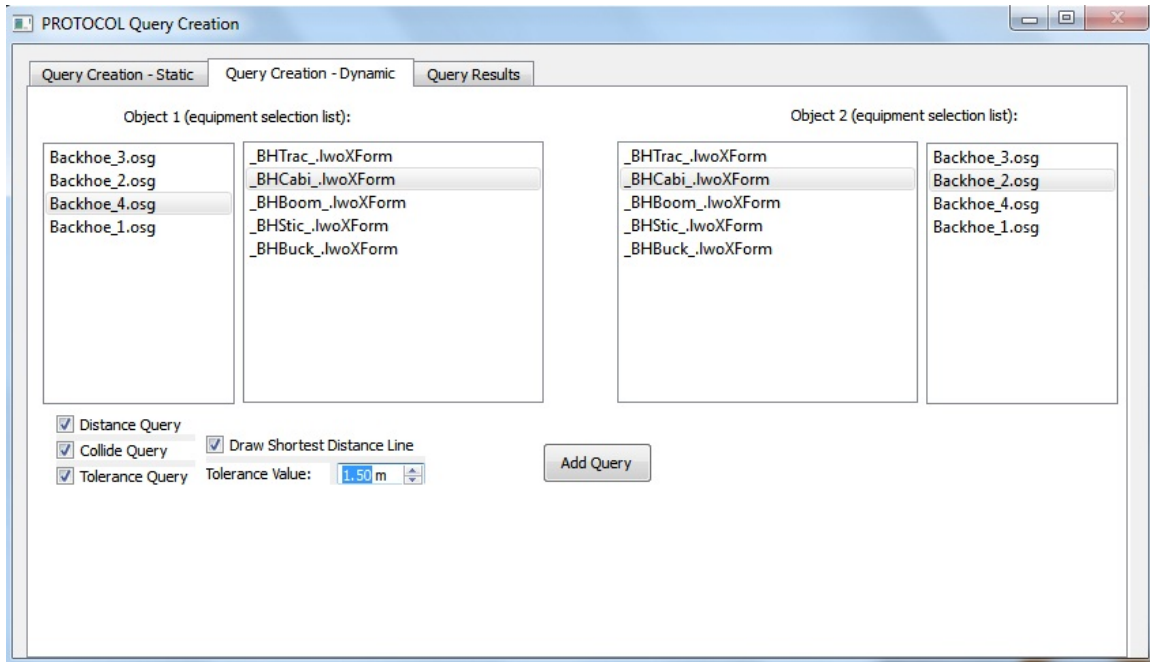 PROTOCOL Query Creation
Query Creation - Static
Query Creation - Dynamic
Query Results
Object 1 (equipment selection list):
Object 2 (equipment selection list):
Backhoe_3.osg
Backhoe_2.osg
Backhoe_4.osg
Backhoe_1.osg
_BHTrac_.lwoXForm
_BHCabi_.lwoXForm
_BHBoom_.lwoXForm
_BHStic_.lwoXForm
_BHBuck_.lwoXForm
_BHTrac_.lwoXForm
_BHCabi_.lwoXForm
_BHBoom_.lwoXForm
_BHStic_.lwoXForm
_BHBuck_.lwoXForm
Backhoe_3.osg
Backhoe_2.osg
Backhoe_4.osg
Backhoe_1.osg
Distance Query
Collide Query
Tolerance Query
Draw Shortest Distance Line
Tolerance Value: 1.50 m
Add Query